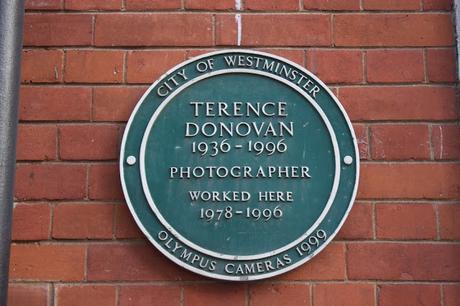 CITY OF WESTMINSTER
TERENCE
DONOVAN
1936-1996
PHOTOGRAPHER
WORKED HERE
1978-1996
OLYMPUS CAMERAS 1999